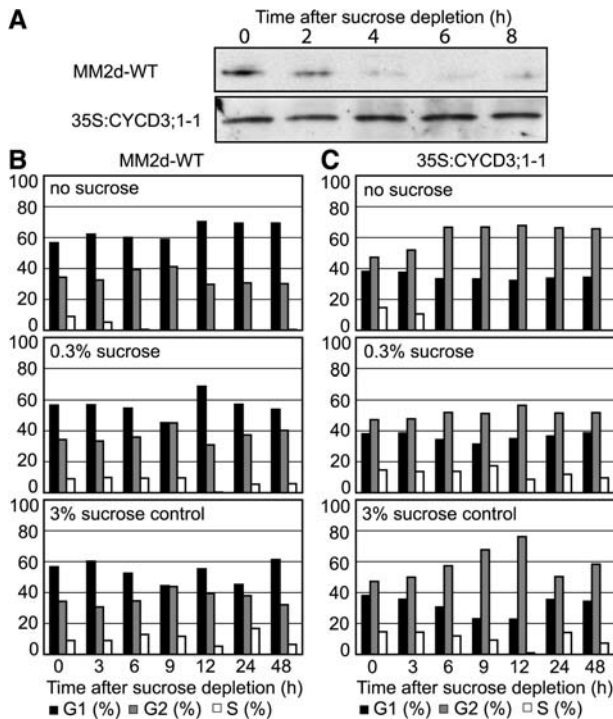 A
Time after sucrose depletion (h)
0 2 4 6 8
MM2d-WT
35S:CYCD3;1-1
B MM2d-WT
100
80
60
40
20
0
no sucrose
100
80
60
40
20
0
0.3% sucrose
100
80
60
40
20
0
3% sucrose control
0 3 6 9 12 24 48
Time after sucrose depletion (h)
G1 (%) G2 (%) S (%)
C 35S:CYCD3;1-1
100
80
60
40
20
0
no sucrose
100
80
60
40
20
0
0.3% sucrose
100
80
60
40
20
0
3% sucrose control
0 3 6 9 12 24 48
Time after sucrose depletion (h)
G1 (%) G2 (%) S (%)